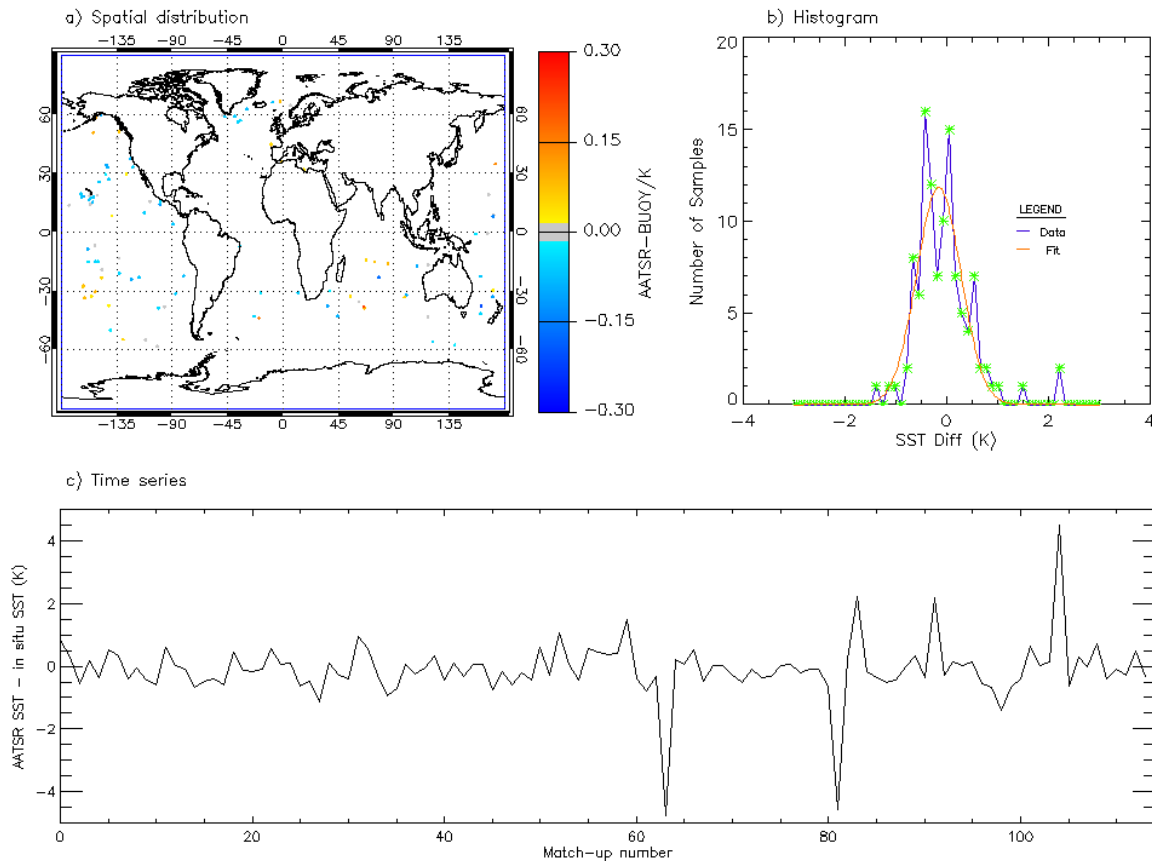 a) Spatial distribution
-135 -90 -45 0 45 90 135
60 30 0 -30 -60
60 30 0 -30 -60
-135 -90 -45 0 45 90 135
0.30
0.15
0.00
-0.15
-0.30
AATSR-BUOY/K
b) Histogram
20
15
10
5
0
Number of Samples
-4 -2 0 2 4
SST Diff (K)
LEGEND
Data
Fit
c) Time series
4
2
0
-2
-4
AATSR SST - in situ SST (K)
0 20 40 60 80 100
Match-up number